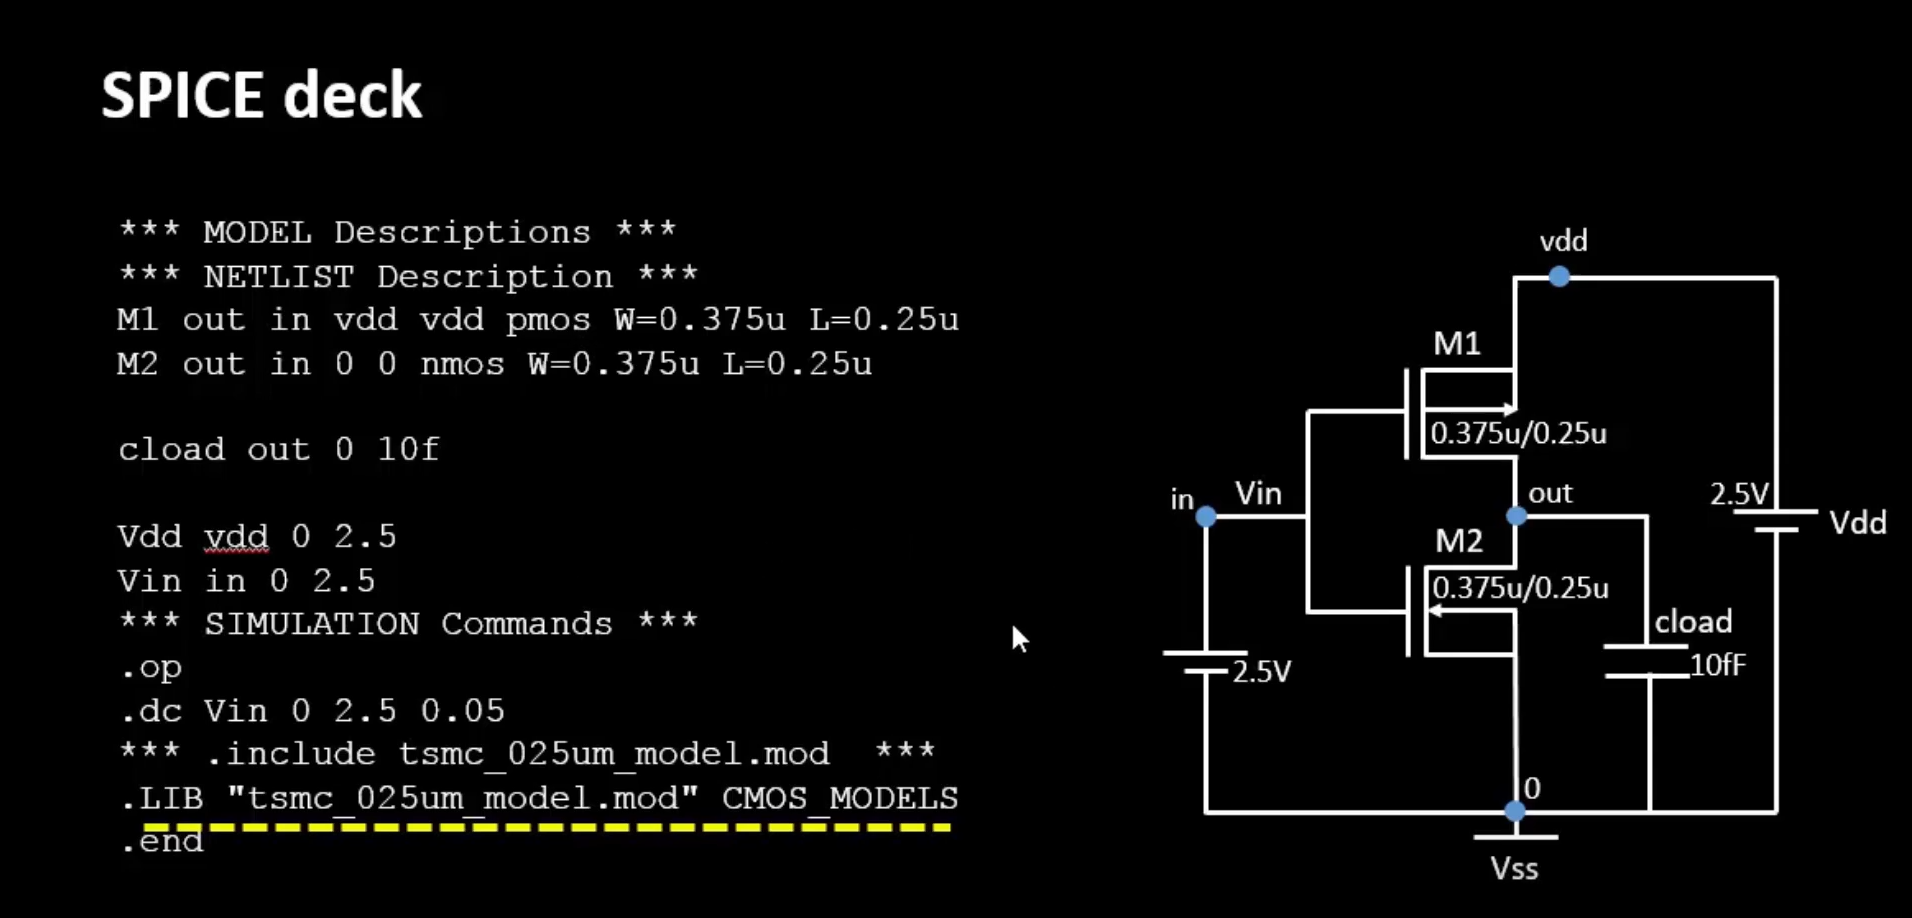 SPICE deck
*** MODEL Descriptions ***
*** NETLIST Description ***
M1 out in vdd vdd pmos W=0.375u L=0.25u
M2 out in 0 0 nmos W=0.375u L=0.25u
cload out 0 10f
Vdd vdd 0 2.5
Vin in 0 2.5
*** SIMULATION Commands ***
.op
.dc Vin 0 2.5 0.05
*** .include tsmc_025um_model.mod  ***
.LIB "tsmc_025um_model.mod" CMOS_MODELS
.end
vdd
M1
0.375u/0.25u
in
Vin
out
2.5V
Vdd
M2
0.375u/0.25u
cload
10fF
2.5V
0
Vss